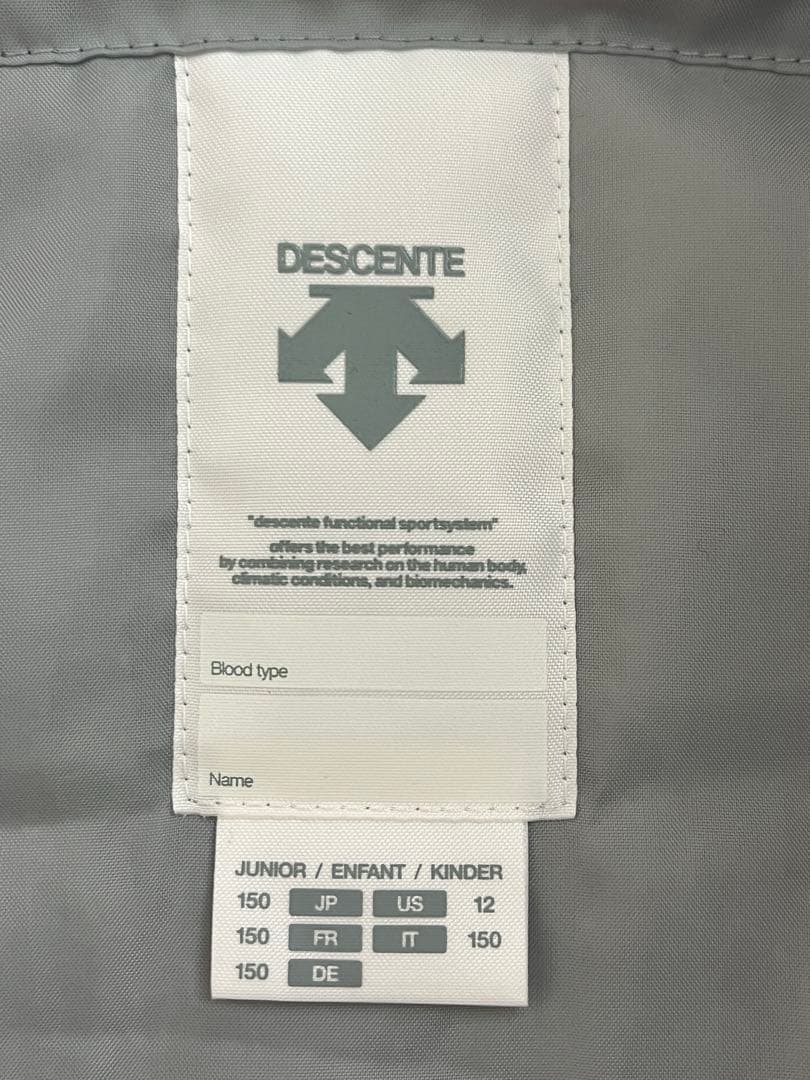 DESCENTE
"descente functional sportsystem"
offers the best performance
by combining research on the human body,
climatic conditions, and biomechanics.
Blood type
Name
JUNIOR / ENFANT / KINDER
150 JP US 12
150 FR IT 150
150 DE